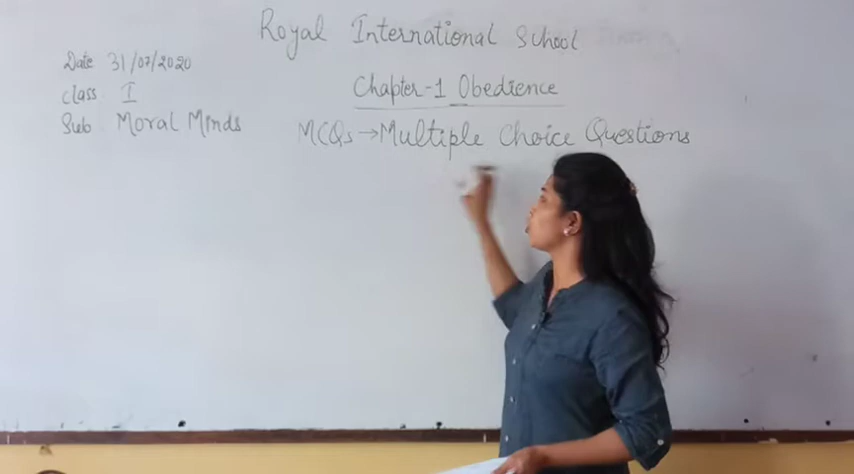 Royal International School
Date 31/07/2020
Class I
Sub Moral Minds
Chapter-1 Obedience
MCQs → Multiple Choice Questions